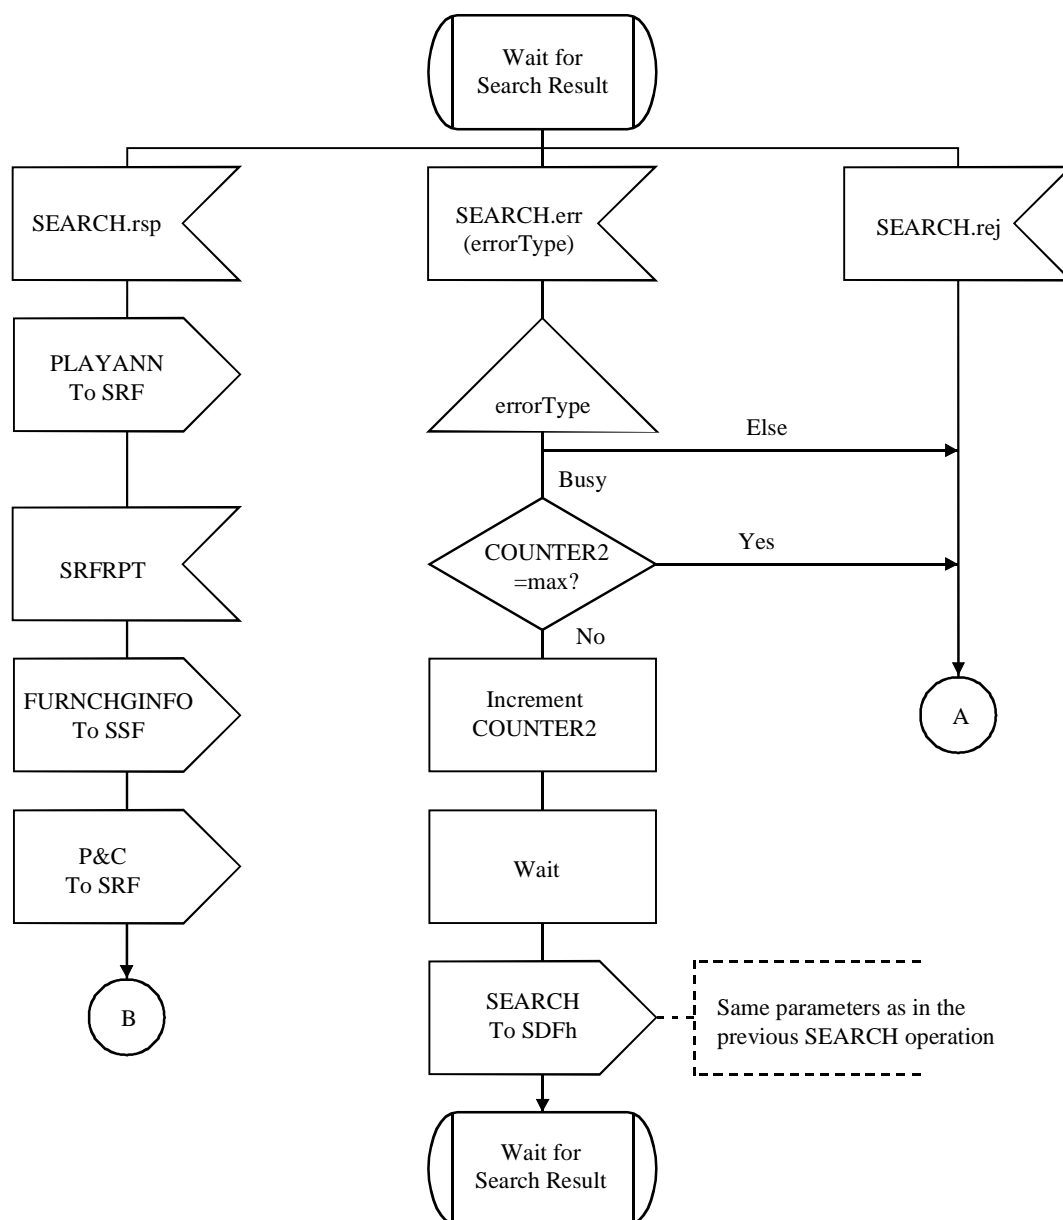 Wait for
Search Result
SEARCH.rsp
SEARCH.err
(errorType)
SEARCH.rej
PLAYANN
To SRF
errorType
Else
Busy
SRFRPT
COUNTER2
=max?
Yes
No
FURNCHGINFO
To SSF
Increment
COUNTER2
A
P&C
To SRF
Wait
B
SEARCH
To SDFh
Same parameters as in the
previous SEARCH operation
Wait for
Search Result